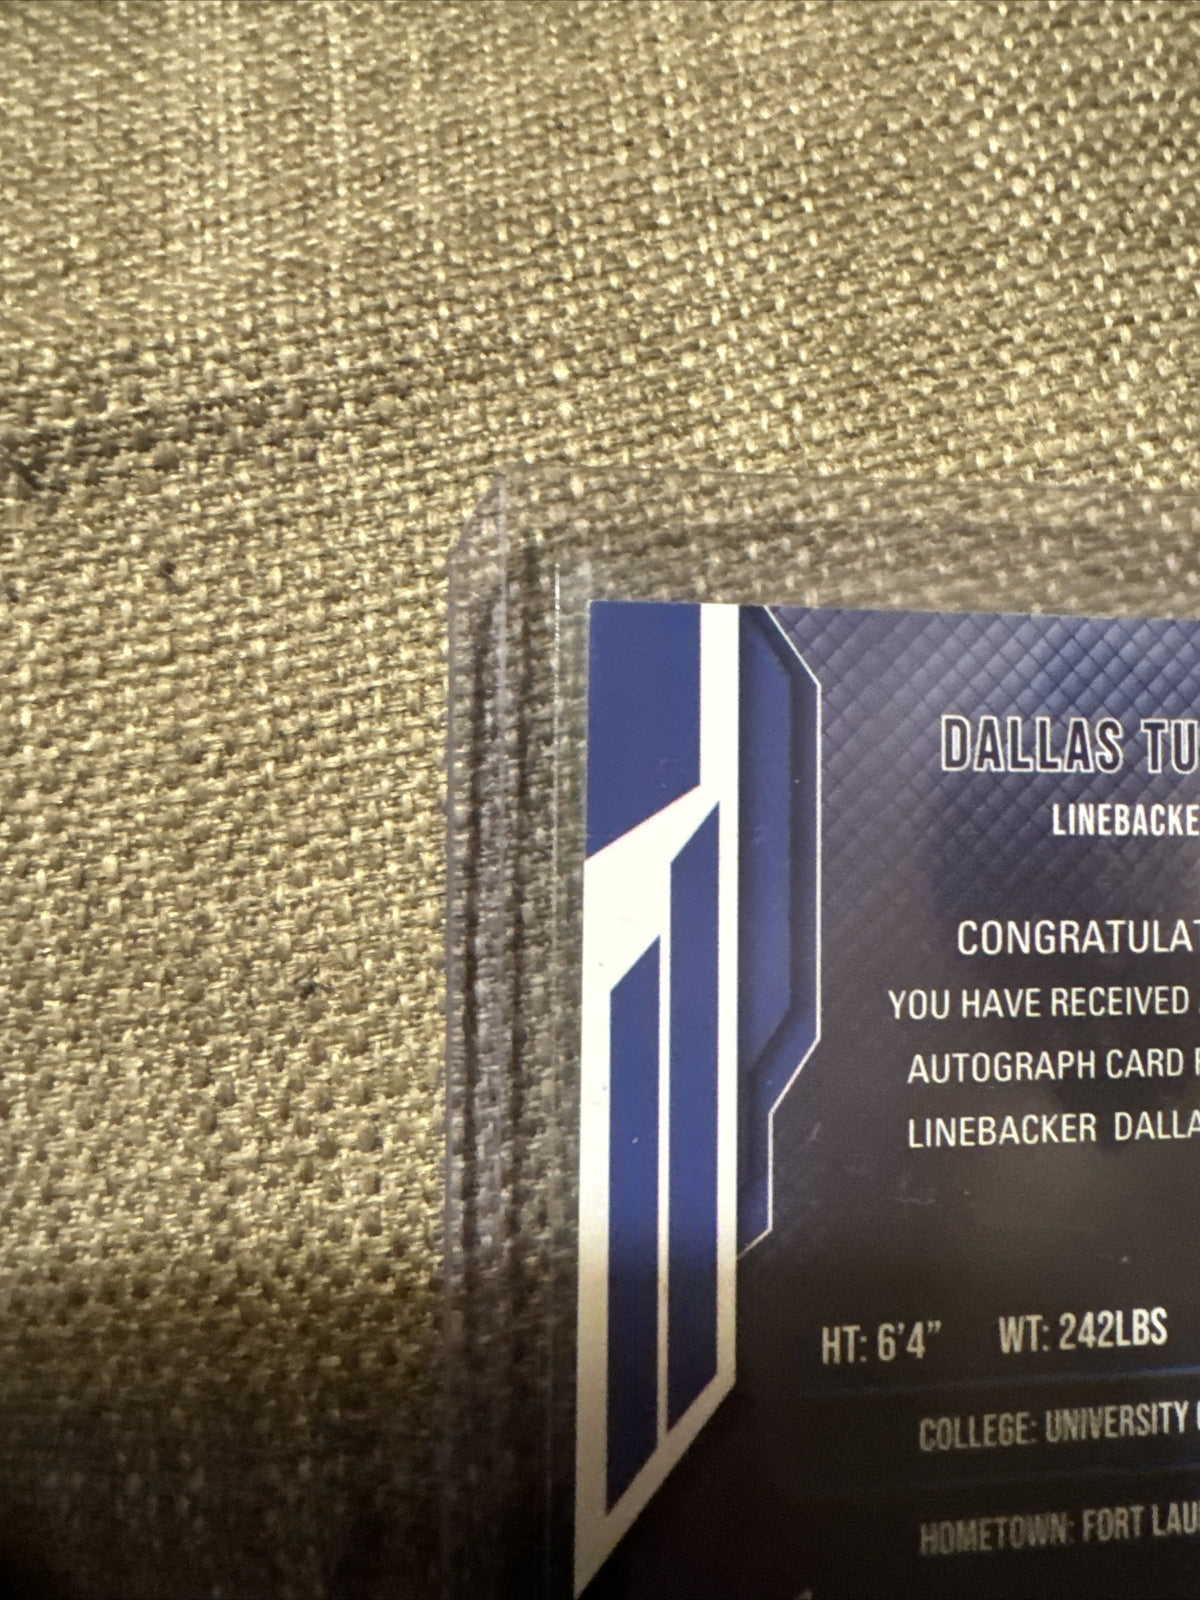 DALLAS TU
LINEBACKE
CONGRATULAT
YOU HAVE RECEIVED
AUTOGRAPH CARD F
LINEBACKER DALLA
HT: 6'4" WT: 242LBS
COLLEGE: UNIVERSITY
HOMETOWN: FORT LAU